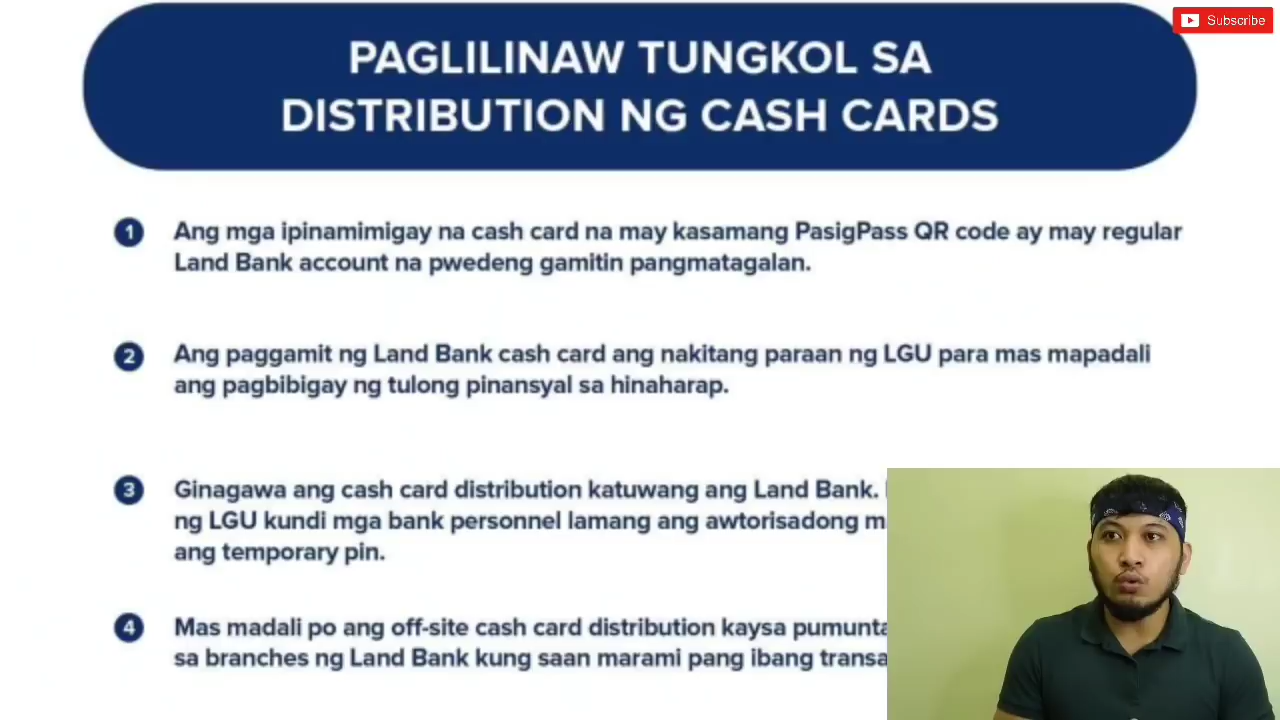 Subscribe
PAGLILINAW TUNGKOL SA
DISTRIBUTION NG CASH CARDS
1 Ang mga ipinamimigay na cash card na may kasamang PasigPass QR code ay may regular
Land Bank account na pwedeng gamitin pangmatagalan.
2 Ang paggamit ng Land Bank cash card ang nakitang paraan ng LGU para mas mapadali
ang pagbibigay ng tulong pinansyal sa hinaharap.
3 Ginagawa ang cash card distribution katuwang ang Land Bank.
ng LGU kundi mga bank personnel lamang ang awtorisadong
ang temporary pin.
4 Mas madali po ang off-site cash card distribution kaysa
sa branches ng Land Bank kung saan marami pang ibang